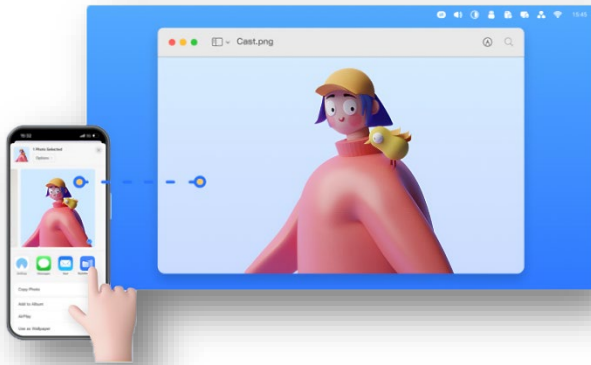 15:45
Cast.png
1 Photo Selected
Options
Copy Photo
Add to Album
AirPlay
Use as Wallpaper